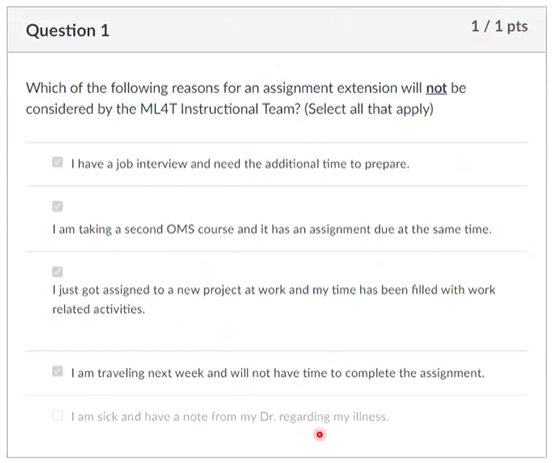 Question 1
1 / 1 pts
Which of the following reasons for an assignment extension will not be
considered by the ML4T Instructional Team? (Select all that apply)
I have a job interview and need the additional time to prepare.
I am taking a second OMS course and it has an assignment due at the same time.
I just got assigned to a new project at work and my time has been filled with work
related activities.
I am traveling next week and will not have time to complete the assignment.
I am sick and have a note from my Dr. regarding my illness.